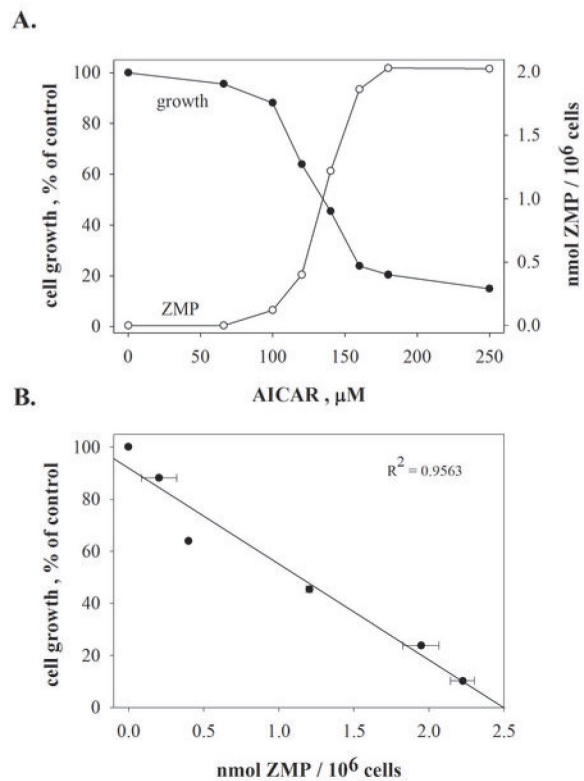 A.
cell growth , % of control
nmol ZMP / 10⁶ cells
100
80
60
40
20
0
2.0
1.5
1.0
0.5
0.0
growth
ZMP
0 50 100 150 200 250
AICAR , μM
B.
cell growth , % of control
100
80
60
40
20
0
R² = 0.9563
0.0 0.5 1.0 1.5 2.0 2.5
nmol ZMP / 10⁶ cells